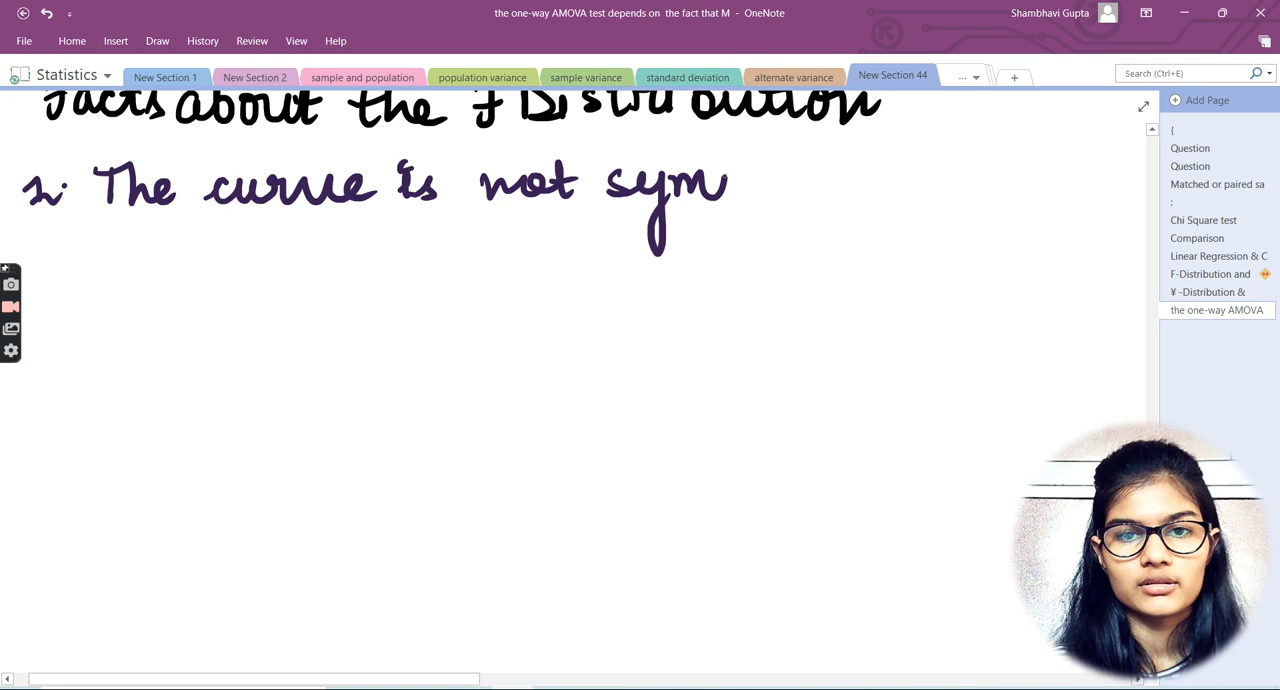 the one-way AMOVA test depends on the fact that M - OneNote
Shambhavi Gupta
File Home Insert Draw History Review View Help
Statistics New Section 1 New Section 2 sample and population population variance sample variance standard deviation alternate variance New Section 44 ... + Search (Ctrl+E)
Add Page
Facts about the F Distribution
{
Question
Question
Matched or paired sa
:
Chi Square test
Comparison
Linear Regression & C
F-Distribution and
¥ -Distribution &
the one-way AMOVA
1. The curve is not sym